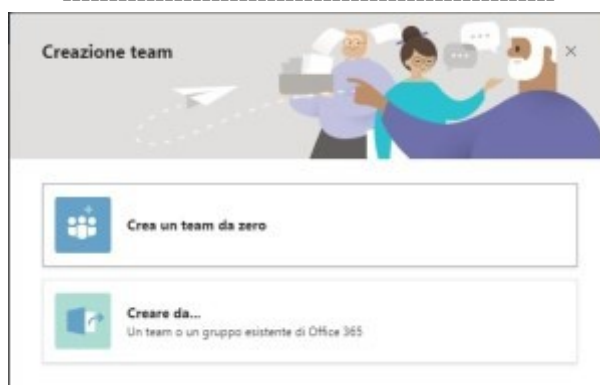 Creazione team
Crea un team da zero
Creare da...
Un team o un gruppo esistente di Office 365